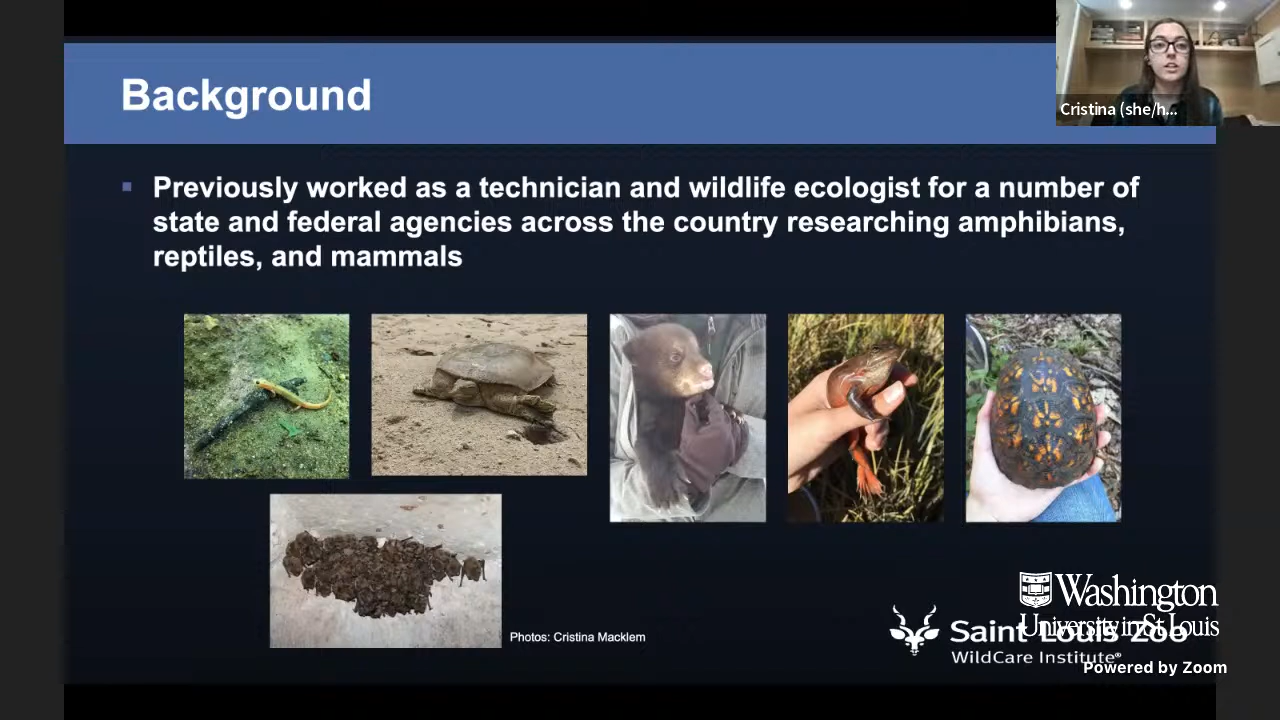 Background
Cristina (she/h...
Previously worked as a technician and wildlife ecologist for a number of
state and federal agencies across the country researching amphibians,
reptiles, and mammals
Photos: Cristina Macklem
Washington
University in St. Louis
Saint Louis Zoo
WildCare Institute®
Powered by Zoom